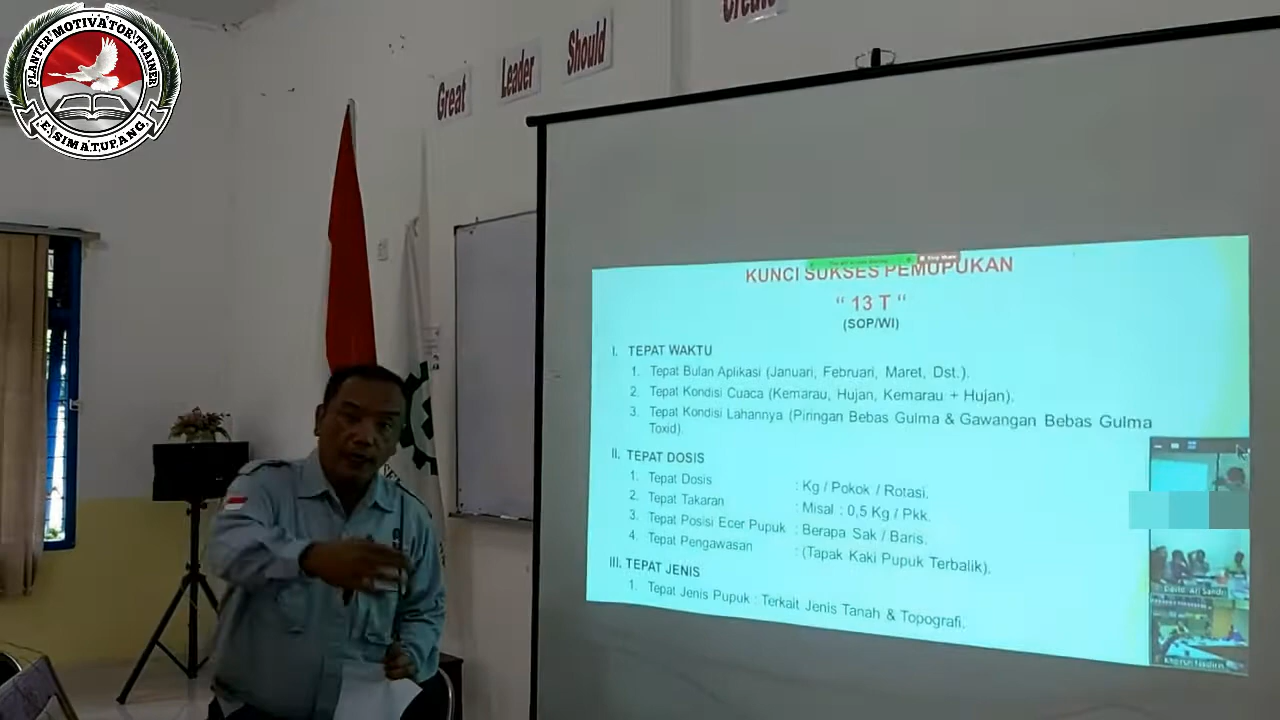 PLANTER MOTIVATOR TRAINER
E. SIMATUPANG
Great
Leader
Should
Create
KUNCI SUKSES PEMUPUKAN
“ 13 T “
(SOP/WI)
I. TEPAT WAKTU
1. Tepat Bulan Aplikasi (Januari, Februari, Maret, Dst.).
2. Tepat Kondisi Cuaca (Kemarau, Hujan, Kemarau + Hujan).
3. Tepat Kondisi Lahannya (Piringan Bebas Gulma & Gawangan Bebas Gulma
Toxid).
II. TEPAT DOSIS
1. Tepat Dosis : Kg / Pokok / Rotasi.
2. Tepat Takaran : Misal : 0,5 Kg / Pkk.
3. Tepat Posisi Ecer Pupuk : Berapa Sak / Baris.
4. Tepat Pengawasan : (Tapak Kaki Pupuk Terbalik).
III. TEPAT JENIS
1. Tepat Jenis Pupuk : Terkait Jenis Tanah & Topografi.